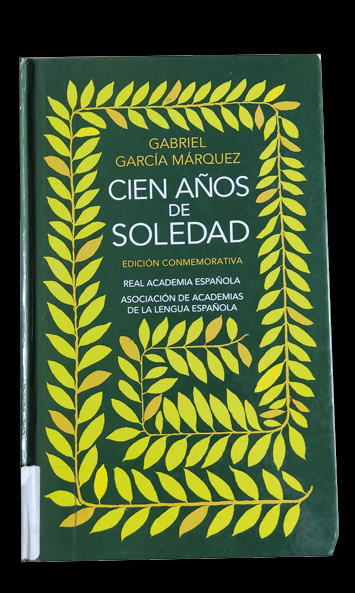 GABRIEL
GARCÍA MÁRQUEZ
CIEN AÑOS
DE
SOLEDAD
EDICIÓN CONMEMORATIVA
REAL ACADEMIA ESPAÑOLA
ASOCIACIÓN DE ACADEMIAS
DE LA LENGUA ESPAÑOLA